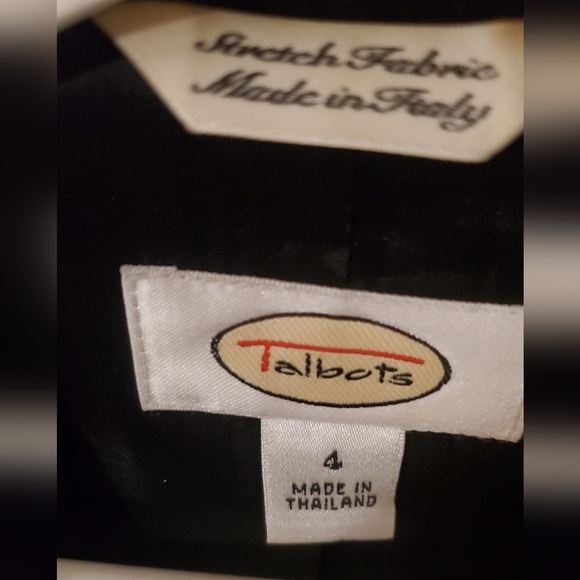 Stretch Fabric
Made in Italy
Talbots
4
MADE IN
THAILAND